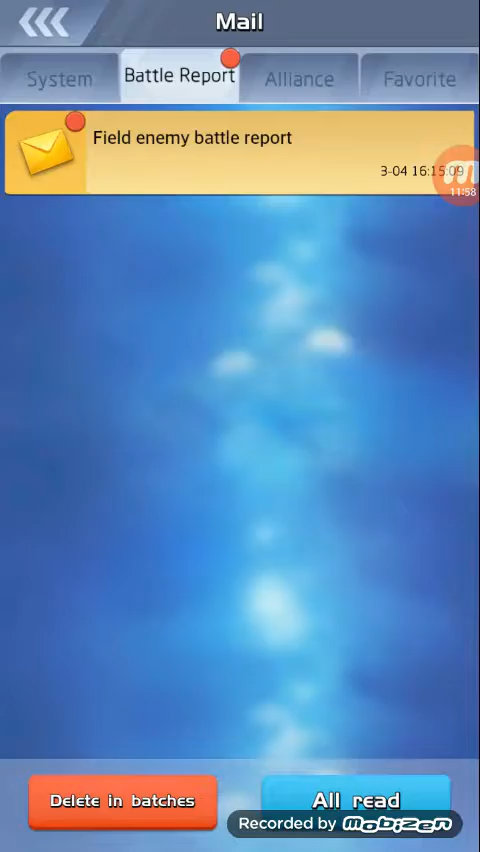 Mail
System
Battle Report
Alliance
Favorite
Field enemy battle report
3-04 16:15:09
11:58
Delete in batches
All read
Recorded by Mobizen